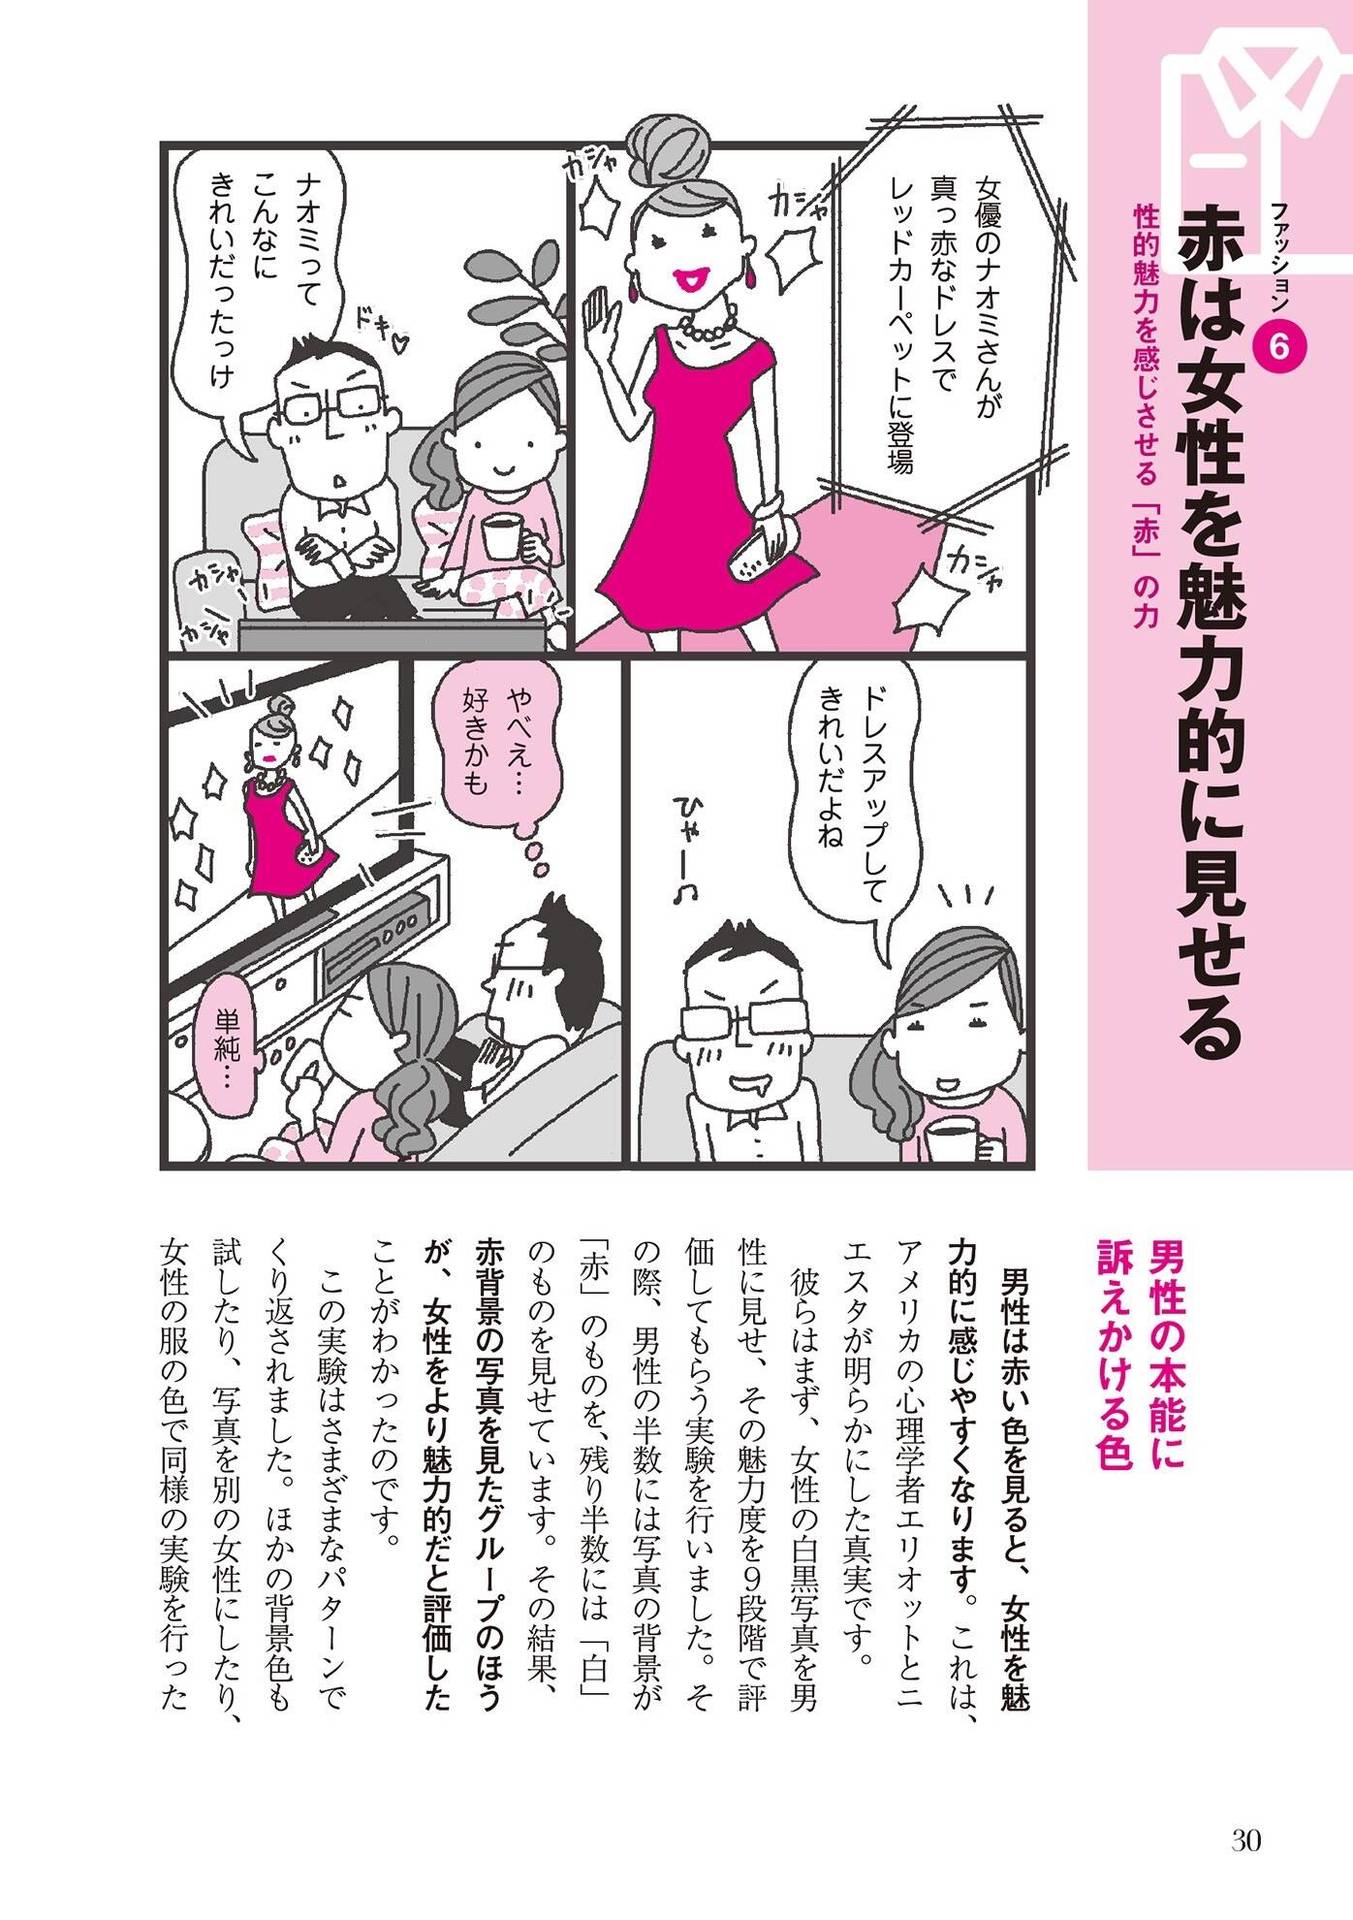 ファッション
6
赤は女性を魅力的に見せる
性的魅力を感じさせる「赤」の力
女優のナオミさんが
真っ赤なドレスで
レッドカーペットに登場
カシャ
カシャ
カシャ
ナオミって
こんなに
きれいだったっけ
ドキ♡
カシャ
カシャ
ドレスアップして
きれいだよね
ひゃー♫
やべえ…
好きかも
単純…
男性の本能に
訴えかける色
男性は赤い色を見ると、女性を魅
力的に感じやすくなります。これは、
アメリカの心理学者エリオットとニ
エスタが明らかにした真実です。
彼らはまず、女性の白黒写真を男
性に見せ、その魅力度を9段階で評
価してもらう実験を行いました。そ
の際、男性の半数には写真の背景が
「赤」のものを、残り半数には「白」
のものを見せています。その結果、
赤背景の写真を見たグループのほう
が、女性をより魅力的だと評価した
ことがわかったのです。
この実験はさまざまなパターンで
くり返されました。ほかの背景色も
試したり、写真を別の女性にしたり、
女性の服の色で同様の実験を行った
30